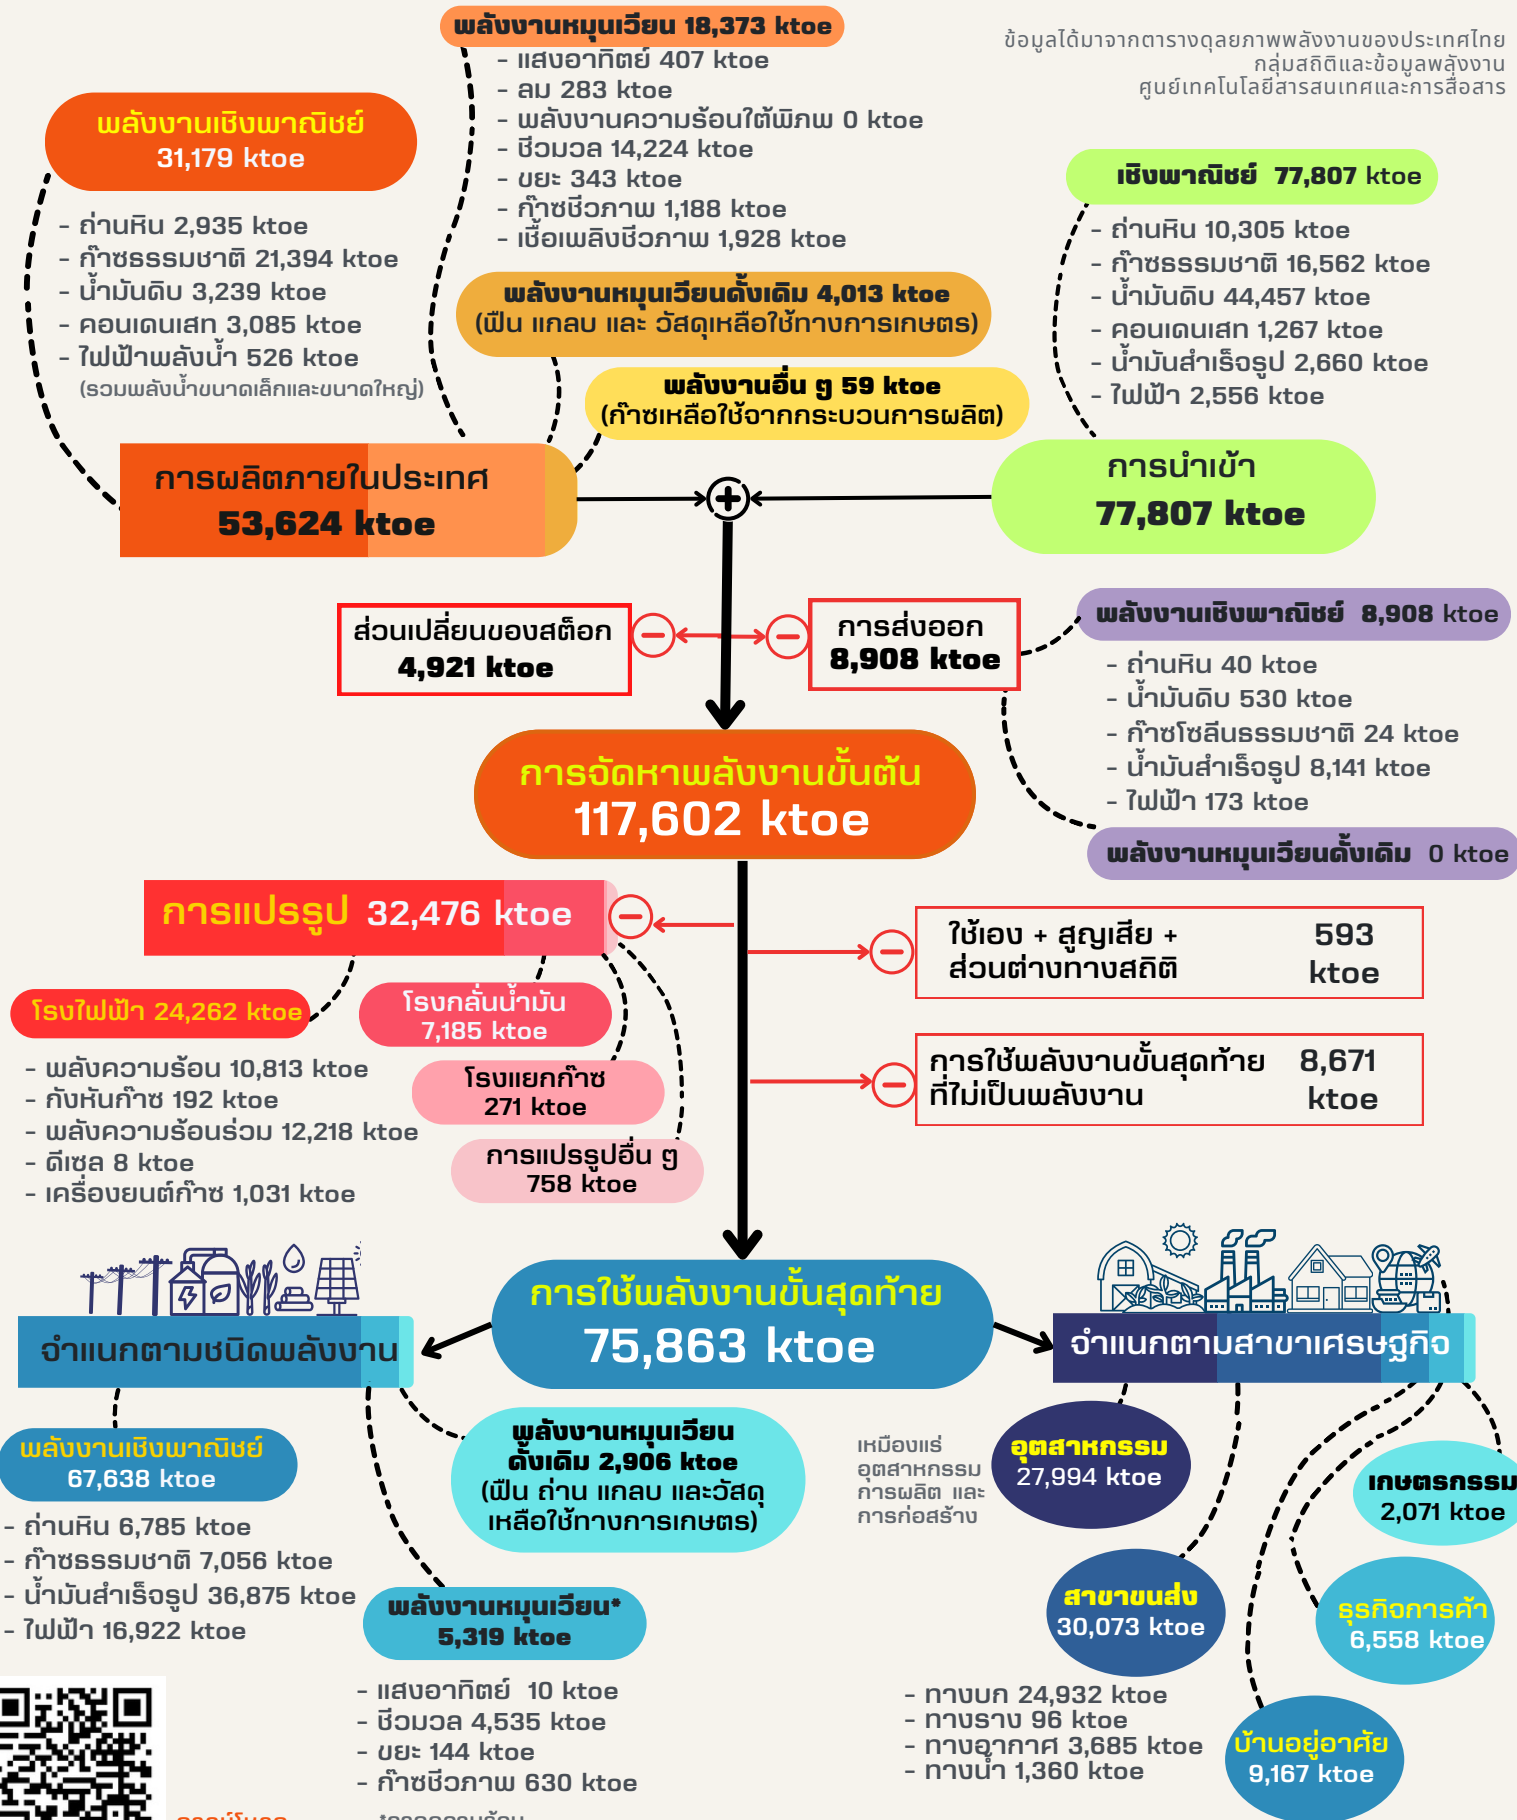 พลังงานหมุนเวียน 18,373 ktoe
- แสงอาทิตย์ 407 ktoe
- ลม 283 ktoe
- พลังงานความร้อนใต้พิภพ 0 ktoe
- ชีวมวล 14,224 ktoe
- ขยะ 343 ktoe
- ก๊าซชีวภาพ 1,188 ktoe
- เชื้อเพลิงชีวภาพ 1,928 ktoe
ข้อมูลได้มาจากตารางดุลยภาพพลังงานของประเทศไทย
กลุ่มสถิติและข้อมูลพลังงาน
ศูนย์เทคโนโลยีสารสนเทศและการสื่อสาร
พลังงานเชิงพาณิชย์
31,179 ktoe
- ถ่านหิน 2,935 ktoe
- ก๊าซธรรมชาติ 21,394 ktoe
- น้ำมันดิบ 3,239 ktoe
- คอนเดนเสท 3,085 ktoe
- ไฟฟ้าพลังน้ำ 526 ktoe
(รวมพลังน้ำขนาดเล็กและขนาดใหญ่)
เชิงพาณิชย์ 77,807 ktoe
- ถ่านหิน 10,305 ktoe
- ก๊าซธรรมชาติ 16,562 ktoe
- น้ำมันดิบ 44,457 ktoe
- คอนเดนเสท 1,267 ktoe
- น้ำมันสำเร็จรูป 2,660 ktoe
- ไฟฟ้า 2,556 ktoe
พลังงานหมุนเวียนดั้งเดิม 4,013 ktoe
(ฟืน แกลบ และ วัสดุเหลือใช้ทางการเกษตร)
พลังงานอื่น ๆ 59 ktoe
(ก๊าซเหลือใช้จากกระบวนการผลิต)
การผลิตภายในประเทศ
53,624 ktoe
การนำเข้า
77,807 ktoe
ส่วนเปลี่ยนของสต็อก
4,921 ktoe
การส่งออก
8,908 ktoe
พลังงานเชิงพาณิชย์ 8,908 ktoe
- ถ่านหิน 40 ktoe
- น้ำมันดิบ 530 ktoe
- ก๊าซโซลีนธรรมชาติ 24 ktoe
- น้ำมันสำเร็จรูป 8,141 ktoe
- ไฟฟ้า 173 ktoe
พลังงานหมุนเวียนดั้งเดิม 0 ktoe
การจัดหาพลังงานขั้นต้น
117,602 ktoe
การแปรรูป 32,476 ktoe
โรงไฟฟ้า 24,262 ktoe
- พลังความร้อน 10,813 ktoe
- กังหันก๊าซ 192 ktoe
- พลังความร้อนร่วม 12,218 ktoe
- ดีเซล 8 ktoe
- เครื่องยนต์ก๊าซ 1,031 ktoe
โรงกลั่นน้ำมัน
7,185 ktoe
โรงแยกก๊าซ
271 ktoe
การแปรรูปอื่น ๆ
758 ktoe
ใช้เอง + สูญเสีย + 593
ส่วนต่างทางสถิติ ktoe
การใช้พลังงานขั้นสุดท้าย 8,671
ที่ไม่เป็นพลังงาน ktoe
การใช้พลังงานขั้นสุดท้าย
75,863 ktoe
จำแนกตามชนิดพลังงาน
พลังงานเชิงพาณิชย์
67,638 ktoe
- ถ่านหิน 6,785 ktoe
- ก๊าซธรรมชาติ 7,056 ktoe
- น้ำมันสำเร็จรูป 36,875 ktoe
- ไฟฟ้า 16,922 ktoe
พลังงานหมุนเวียน
ดั้งเดิม 2,906 ktoe
(ฟืน ถ่าน แกลบ และวัสดุ
เหลือใช้ทางการเกษตร)
พลังงานหมุนเวียน*
5,319 ktoe
- แสงอาทิตย์ 10 ktoe
- ชีวมวล 4,535 ktoe
- ขยะ 144 ktoe
- ก๊าซชีวภาพ 630 ktoe
จำแนกตามสาขาเศรษฐกิจ
เหมืองแร่
อุตสาหกรรม
การผลิต และ
การก่อสร้าง
อุตสาหกรรม
27,994 ktoe
เกษตรกรรม
2,071 ktoe
สาขาขนส่ง
30,073 ktoe
- ทางบก 24,932 ktoe
- ทางราง 96 ktoe
- ทางอากาศ 3,685 ktoe
- ทางน้ำ 1,360 ktoe
ธุรกิจการค้า
6,558 ktoe
บ้านอยู่อาศัย
9,167 ktoe